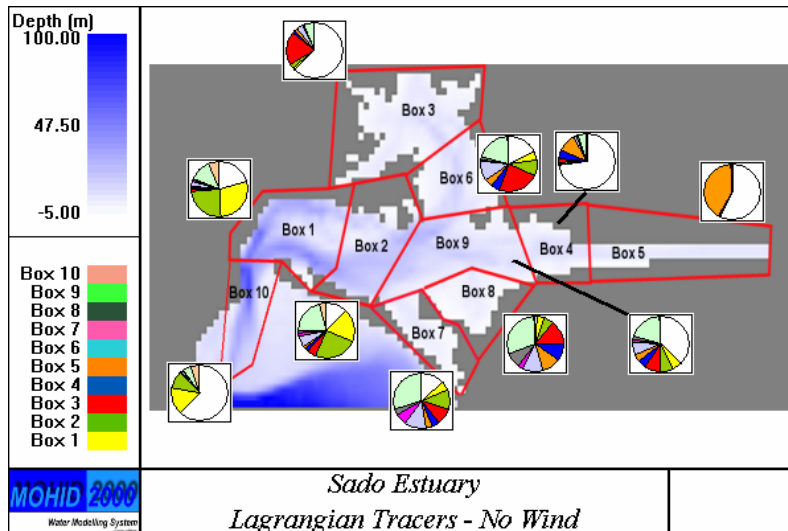 Depth (m)
100.00
47.50
-5.00
Box 10
Box 9
Box 8
Box 7
Box 6
Box 5
Box 4
Box 3
Box 2
Box 1
Box 3
Box 6
Box 1
Box 2
Box 9
Box 4
Box 5
Box 10
Box 8
Box 7
MOHID 2000
Water Modelling System
Sado Estuary
Lagrangian Tracers - No Wind